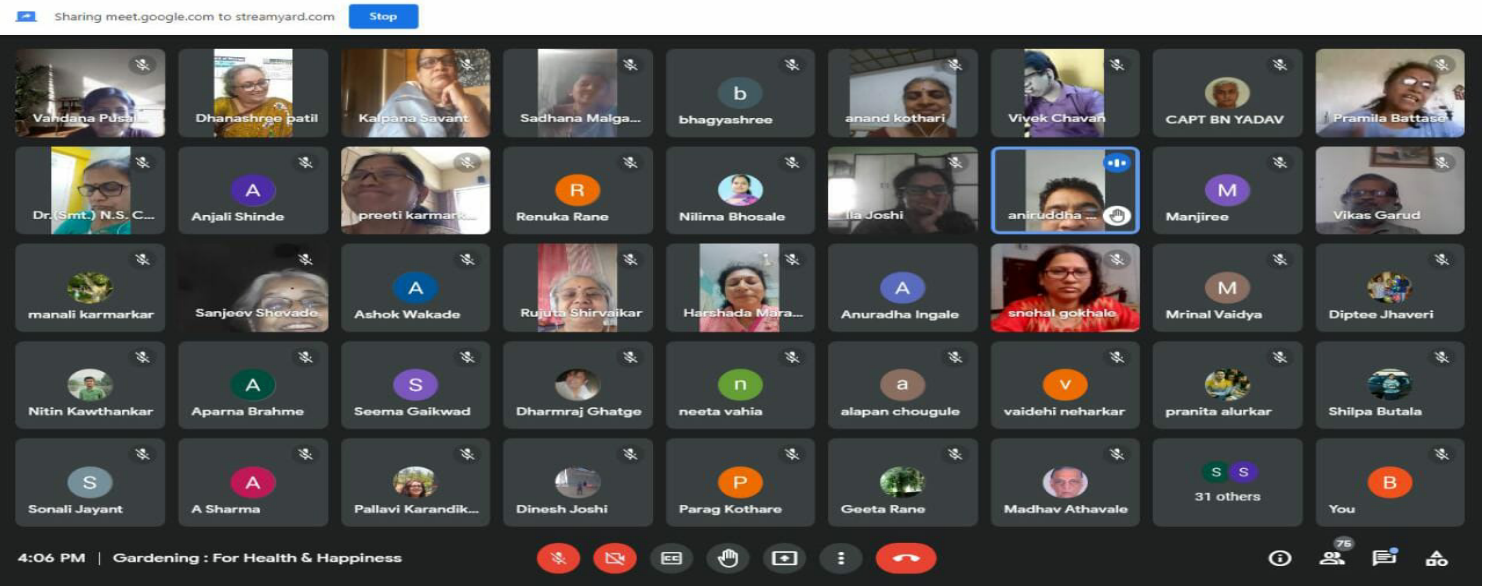 Sharing meet.google.com to streamyard.com Stop
Vandana Pusal...
Dhanashree patil
Kalpana Savant
Sadhana Malga...
b
bhagyashree
anand kothari
Vivek Chavan
CAPT BN YADAV
Pramila Battase
Dr.(Smt.) N.S. C...
A
Anjali Shinde
preeti karmark...
R
Renuka Rane
Nilima Bhosale
ila Joshi
aniruddha ...
M
Manjiree
Vikas Garud
manali karmarkar
Sanjeev Shevade
A
Ashok Wakade
Rujuta Shirvaikar
Harshada Mara...
A
Anuradha Ingale
snehal gokhale
M
Mrinal Vaidya
Diptee Jhaveri
Nitin Kawthankar
A
Aparna Brahme
S
Seema Gaikwad
Dharmraj Ghatge
n
neeta vahia
a
alapan chougule
v
vaidehi neharkar
pranita alurkar
Shilpa Butala
S
Sonali Jayant
A
A Sharma
Pallavi Karandik...
Dinesh Joshi
P
Parag Kothare
Geeta Rane
Madhav Athavale
S S
31 others
B
You
4:06 PM | Gardening : For Health & Happiness
CC
75